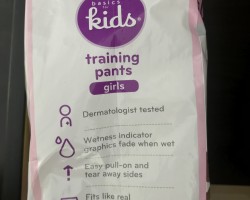 basics
for
kids
training
pants
girls
Dermatologist tested
Wetness indicator
graphics fade when wet
Easy pull-on and
tear away sides
Fits like real